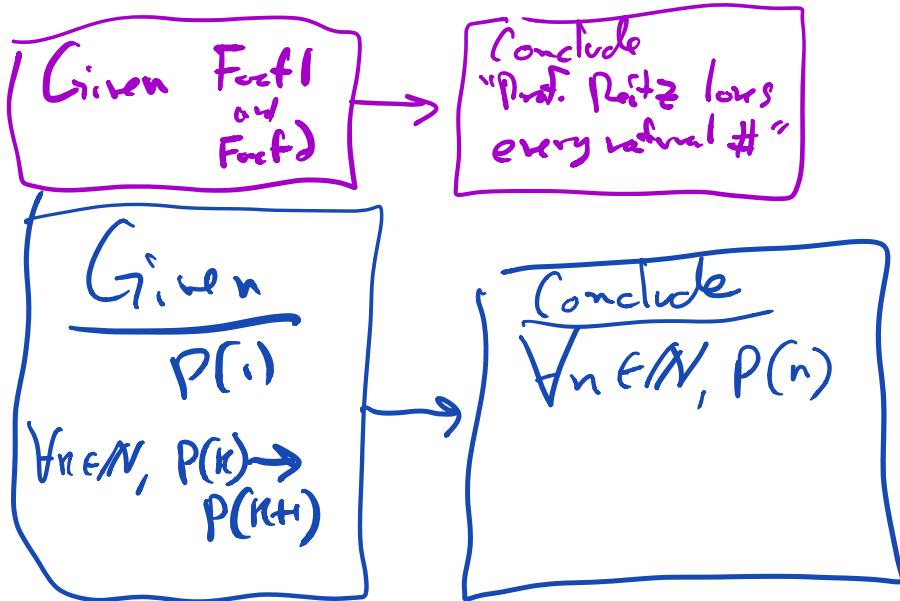 Given Fact 1
and
Fact 2
Conclude
"Prof. Reitz loves
every natural #"
Given
P(1)
∀k∈ℕ, P(k)→
P(k+1)
Conclude
∀n∈ℕ, P(n)